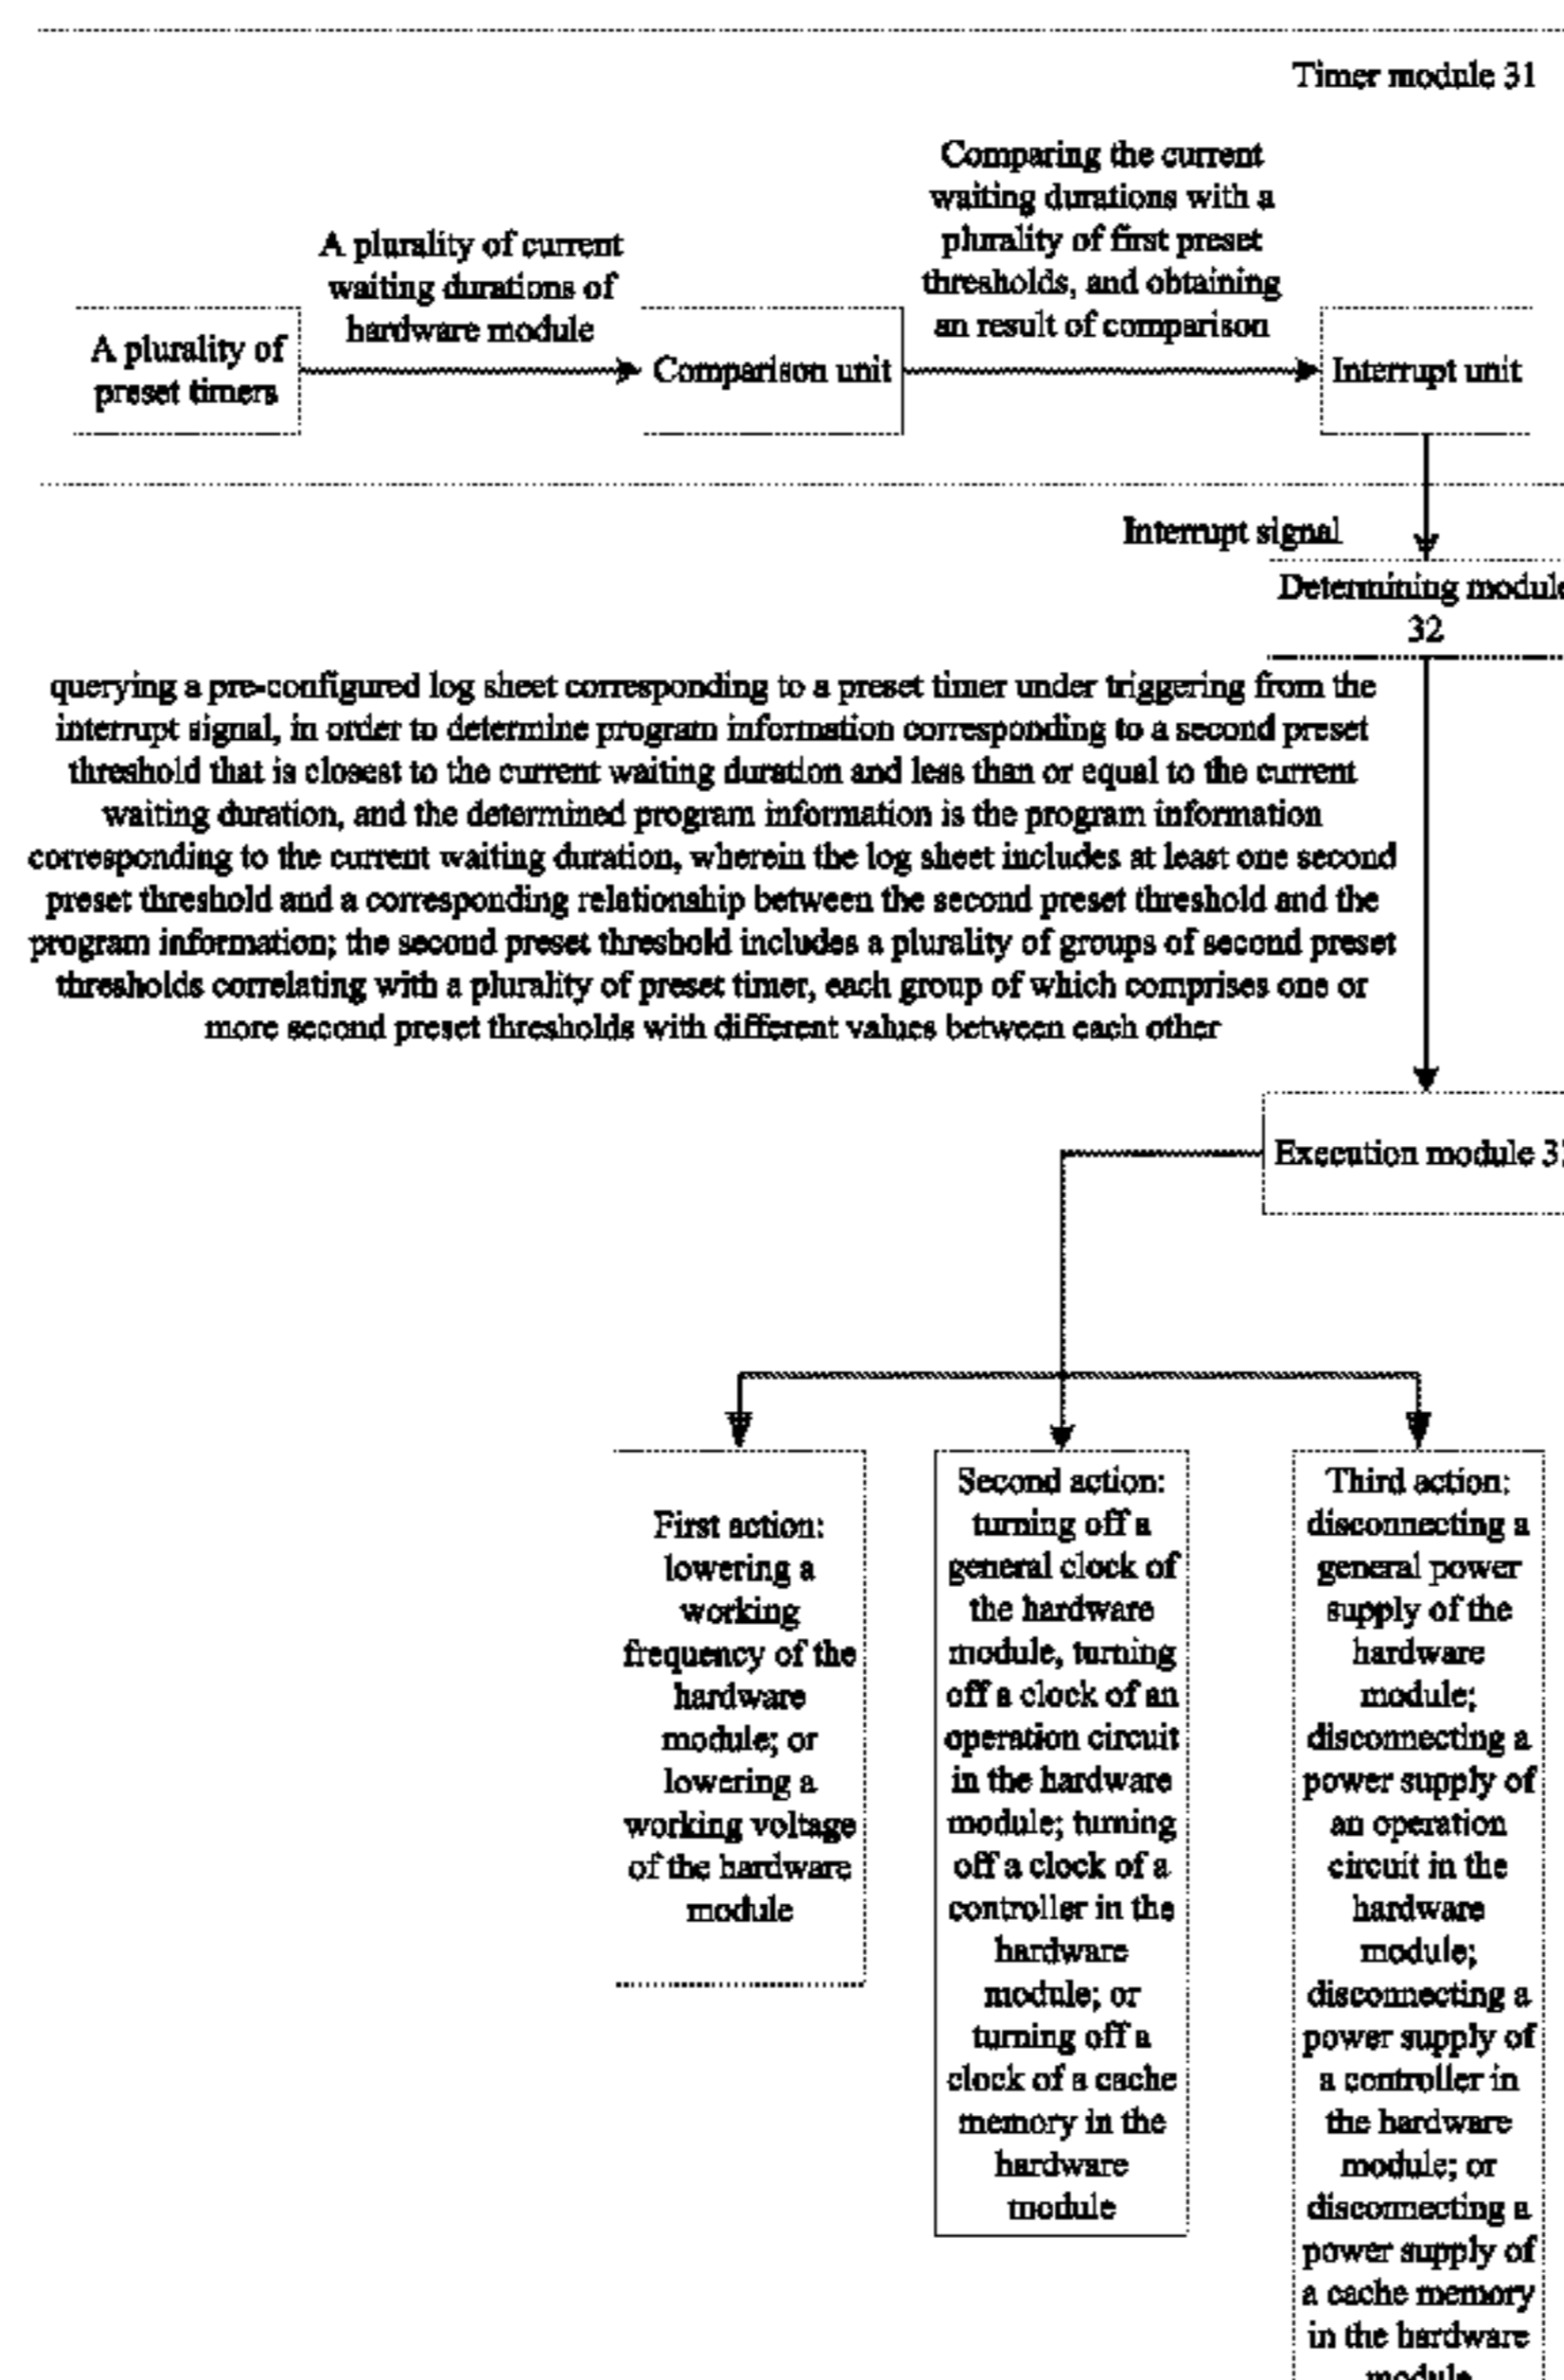 Timer module 31
A plurality of
preset timers
A plurality of current
waiting durations of
hardware module
Comparison unit
Comparing the current
waiting durations with a
plurality of first preset
thresholds, and obtaining
an result of comparison
Interrupt unit
Interrupt signal
Determining module
32
querying a pre-configured log sheet corresponding to a preset timer under triggering from the
interrupt signal, in order to determine program information corresponding to a second preset
threshold that is closest to the current waiting duration and less than or equal to the current
waiting duration, and the determined program information is the program information
corresponding to the current waiting duration, wherein the log sheet includes at least one second
preset threshold and a corresponding relationship between the second preset threshold and the
program information; the second preset threshold includes a plurality of groups of second preset
thresholds correlating with a plurality of preset timer, each group of which comprises one or
more second preset thresholds with different values between each other
Execution module
First action:
lowering a
working
frequency of the
hardware
module; or
lowering a
working voltage
of the hardware
module
Second action:
turning off a
general clock of
the hardware
module, turning
off a clock of an
operation circuit
in the hardware
module; turning
off a clock of a
controller in the
hardware
module; or
turning off a
clock of a cache
memory in the
hardware
module
Third action:
disconnecting a
general power
supply of the
hardware
module;
disconnecting a
power supply of
an operation
circuit in the
hardware
module;
disconnecting a
power supply of
a controller in
the hardware
module; or
disconnecting a
power supply of
a cache memory
in the hardware
module